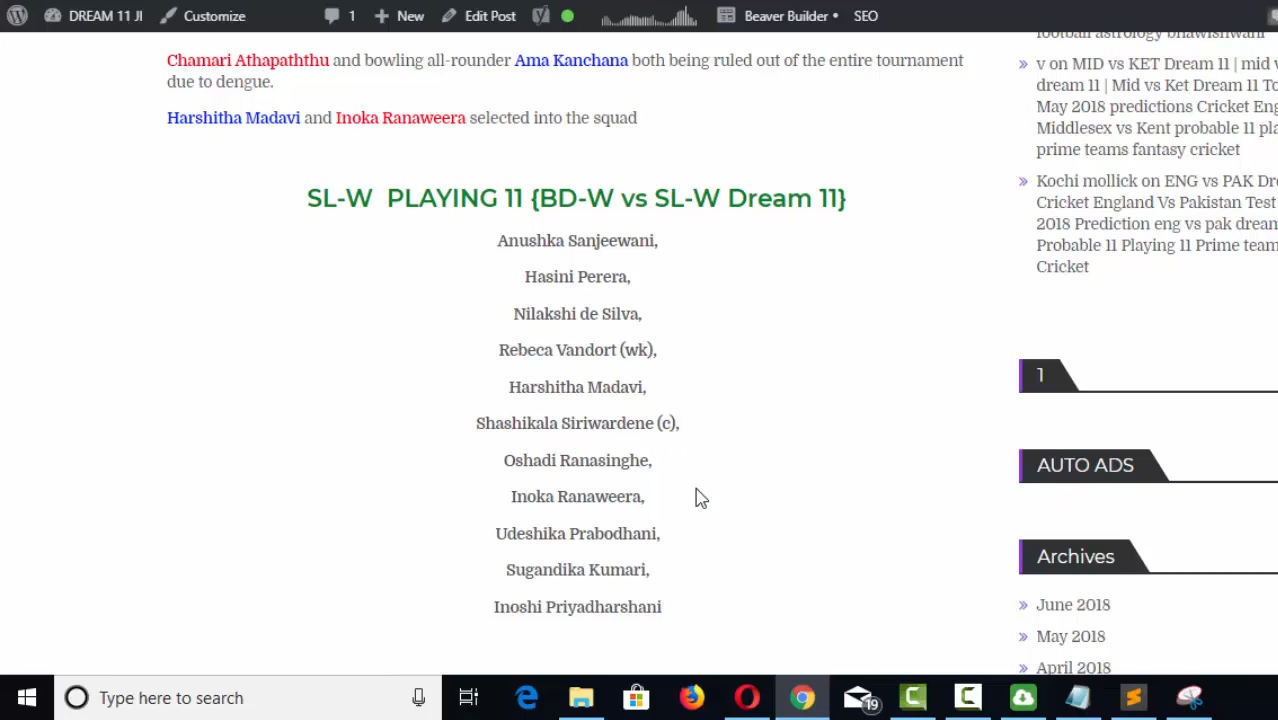 DREAM 11 JI Customize 1 New Edit Post Beaver Builder • SEO
Chamari Athapaththu and bowling all-rounder Ama Kanchana both being ruled out of the entire tournament
due to dengue.
Harshitha Madavi and Inoka Ranaweera selected into the squad
SL-W PLAYING 11 {BD-W vs SL-W Dream 11}
Anushka Sanjeewani,
Hasini Perera,
Nilakshi de Silva,
Rebeca Vandort (wk),
Harshitha Madavi,
Shashikala Siriwardene (c),
Oshadi Ranasinghe,
Inoka Ranaweera,
Udeshika Prabodhani,
Sugandika Kumari,
Inoshi Priyadharshani
football astrology bhawishwani
» v on MID vs KET Dream 11 | mid v
dream 11 | Mid vs Ket Dream 11 To
May 2018 predictions Cricket Eng
Middlesex vs Kent probable 11 pla
prime teams fantasy cricket
» Kochi mollick on ENG vs PAK Dre
Cricket England Vs Pakistan Test
2018 Prediction eng vs pak dream
Probable 11 Playing 11 Prime team
Cricket
1
AUTO ADS
Archives
» June 2018
» May 2018
» April 2018
Type here to search
19